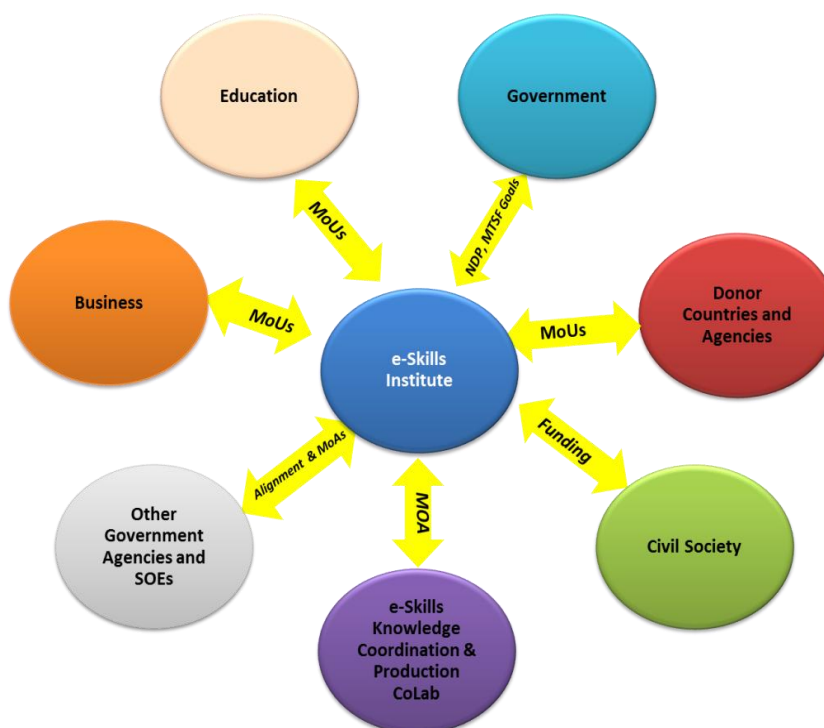 Education
Government
MoUs
NDP, MTSF Goals
Business
MoUs
Donor
Countries and
Agencies
MoUs
e-Skills
Institute
Funding
Alignment & MoAs
Other
Government
Agencies and
SOEs
MOA
Civil Society
e-Skills
Knowledge
Coordination &
Production
CoLab